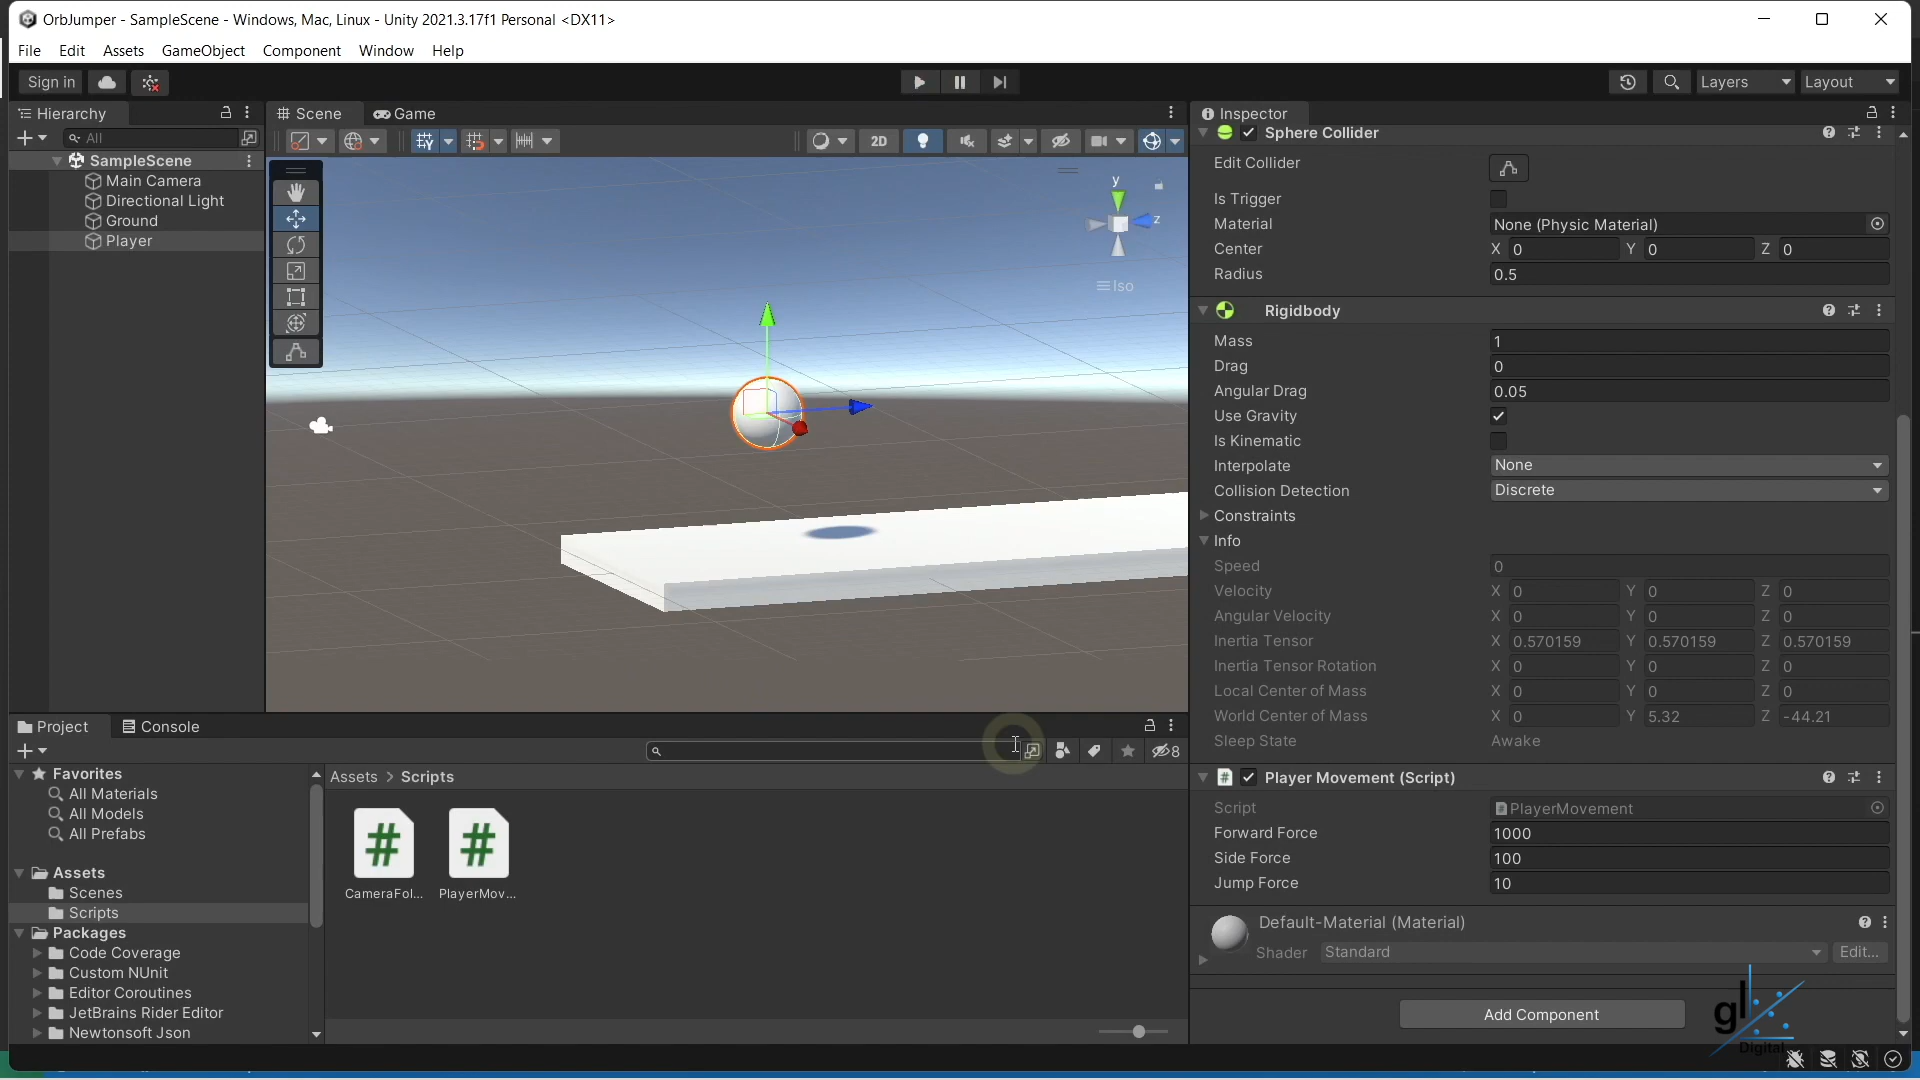 OrbJumper - SampleScene - Windows, Mac, Linux - Unity 2021.3.17f1 Personal <DX11>
File Edit Assets GameObject Component Window Help
Sign in Layers Layout
Hierarchy
All
SampleScene
Main Camera
Directional Light
Ground
Player
Scene Game
2D
y
z
Iso
Inspector
Sphere Collider
Edit Collider
Is Trigger
Material None (Physic Material)
Center X 0 Y 0 Z 0
Radius 0.5
Rigidbody
Mass 1
Drag 0
Angular Drag 0.05
Use Gravity
Is Kinematic
Interpolate None
Collision Detection Discrete
Constraints
Info
Speed 0
Velocity X 0 Y 0 Z 0
Angular Velocity X 0 Y 0 Z 0
Inertia Tensor X 0.570159 Y 0.570159 Z 0.570159
Inertia Tensor Rotation X 0 Y 0 Z 0
Local Center of Mass X 0 Y 0 Z 0
World Center of Mass X 0 Y 5.32 Z -44.21
Sleep State Awake
# Player Movement (Script)
Script # PlayerMovement
Forward Force 1000
Side Force 100
Jump Force 10
Default-Material (Material)
Shader Standard Edit...
Add Component
gl
Digital
Project Console
8
Favorites
All Materials
All Models
All Prefabs
Assets
Scenes
Scripts
Packages
Code Coverage
Custom NUnit
Editor Coroutines
JetBrains Rider Editor
Newtonsoft Json
Assets > Scripts
# #
CameraFol... PlayerMov...